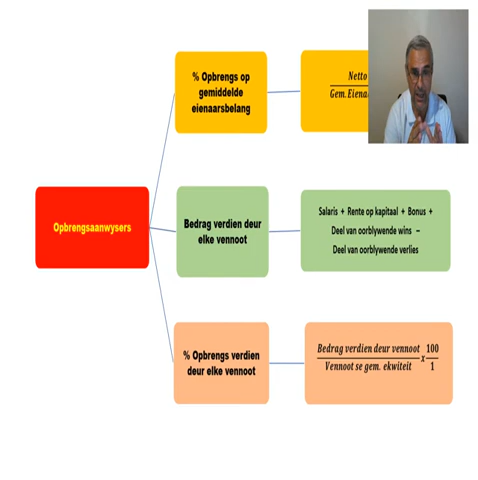 % Opbrengs op
gemiddelde
eienaarsbelang
Netto
Gem. Eiena
Opbrengsaanwysers
Bedrag verdien deur
elke vennoot
Salaris + Rente op kapitaal + Bonus +
Deel van oorblywende wins –
Deel van oorblywende verlies
% Opbrengs verdien
deur elke vennoot
Bedrag verdien deur vennoot
Vennoot se gem. ekwiteit
x 100
1